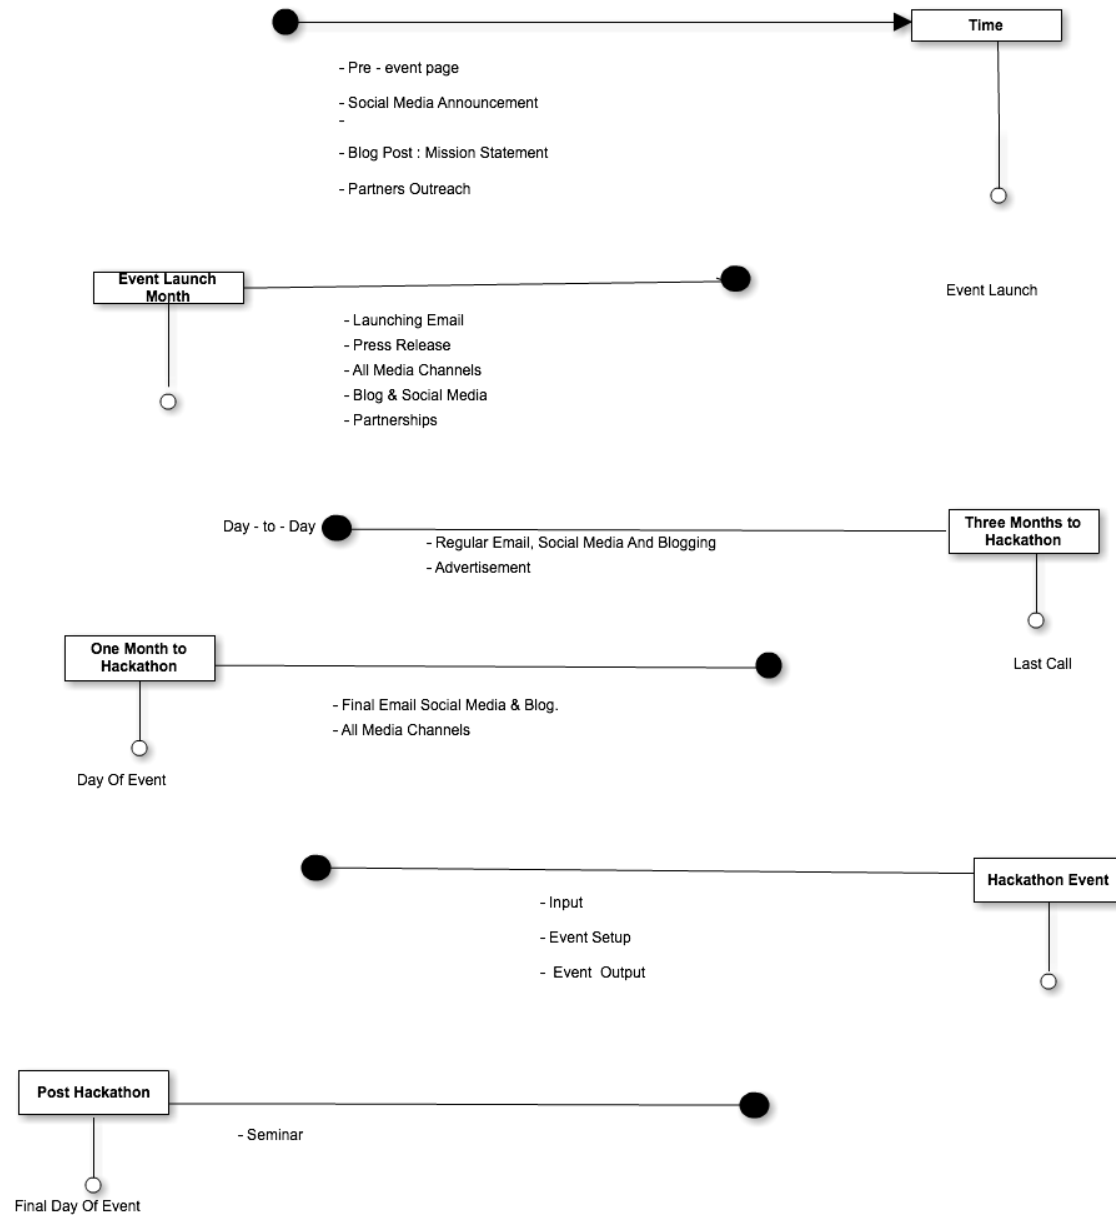 Time
- Pre - event page
- Social Media Announcement
-
- Blog Post : Mission Statement
- Partners Outreach
Event Launch
Month
Event Launch
- Launching Email
- Press Release
- All Media Channels
- Blog & Social Media
- Partnerships
Day - to - Day
Three Months to
Hackathon
- Regular Email, Social Media And Blogging
- Advertisement
One Month to
Hackathon
Last Call
- Final Email Social Media & Blog.
- All Media Channels
Day Of Event
Hackathon Event
- Input
- Event Setup
- Event Output
Post Hackathon
- Seminar
Final Day Of Event